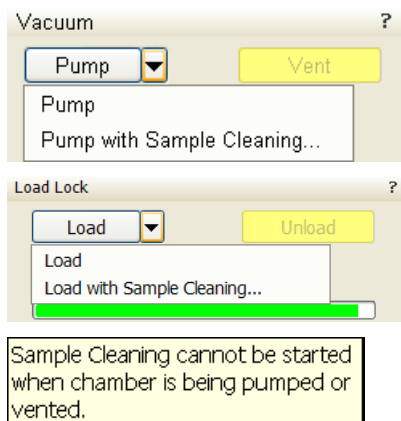 Vacuum ?
Pump Vent
Pump
Pump with Sample Cleaning...
Load Lock ?
Load Unload
Load
Load with Sample Cleaning...
Sample Cleaning cannot be started
when chamber is being pumped or
vented.